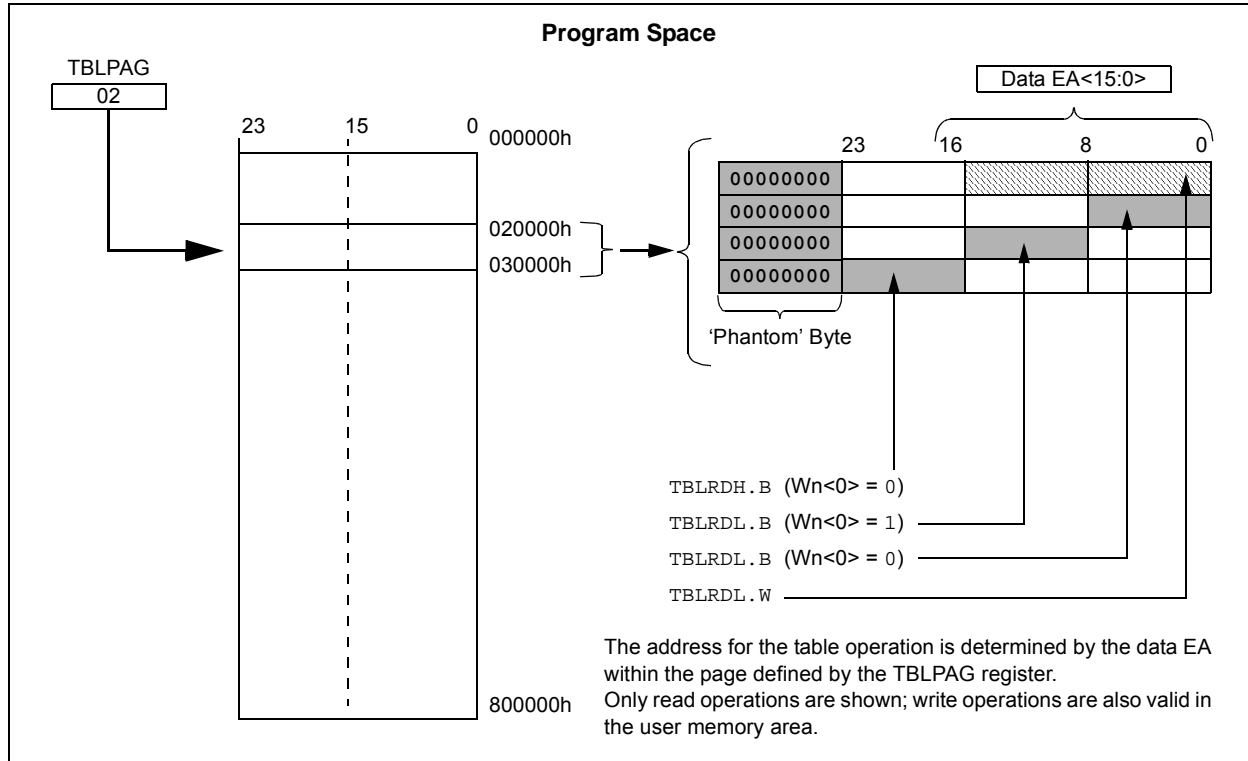 Program Space
TBLPAG
02
Data EA<15:0>
23 15 0
000000h
23 16 8 0
00000000
020000h
00000000
00000000
030000h
00000000
‘Phantom’ Byte
TBLRDH.B (Wn<0> = 0)
TBLRDL.B (Wn<0> = 1)
TBLRDL.B (Wn<0> = 0)
TBLRDL.W
The address for the table operation is determined by the data EA
within the page defined by the TBLPAG register.
Only read operations are shown; write operations are also valid in
the user memory area.
800000h